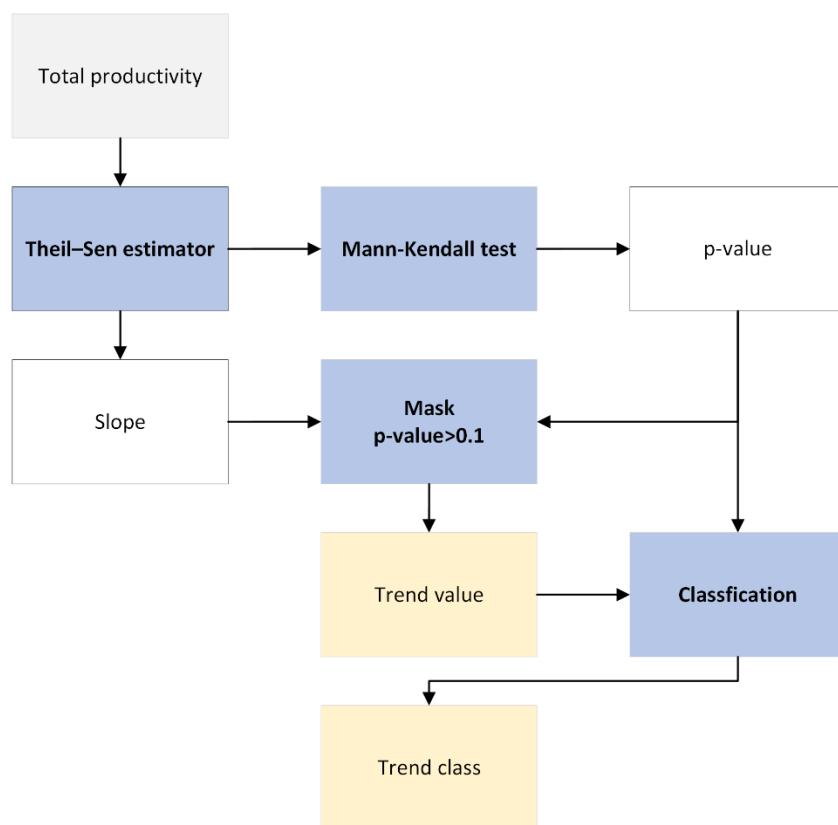 Total productivity
Theil–Sen estimator
Mann-Kendall test
p-value
Slope
Mask
p-value>0.1
Trend value
Classfication
Trend class